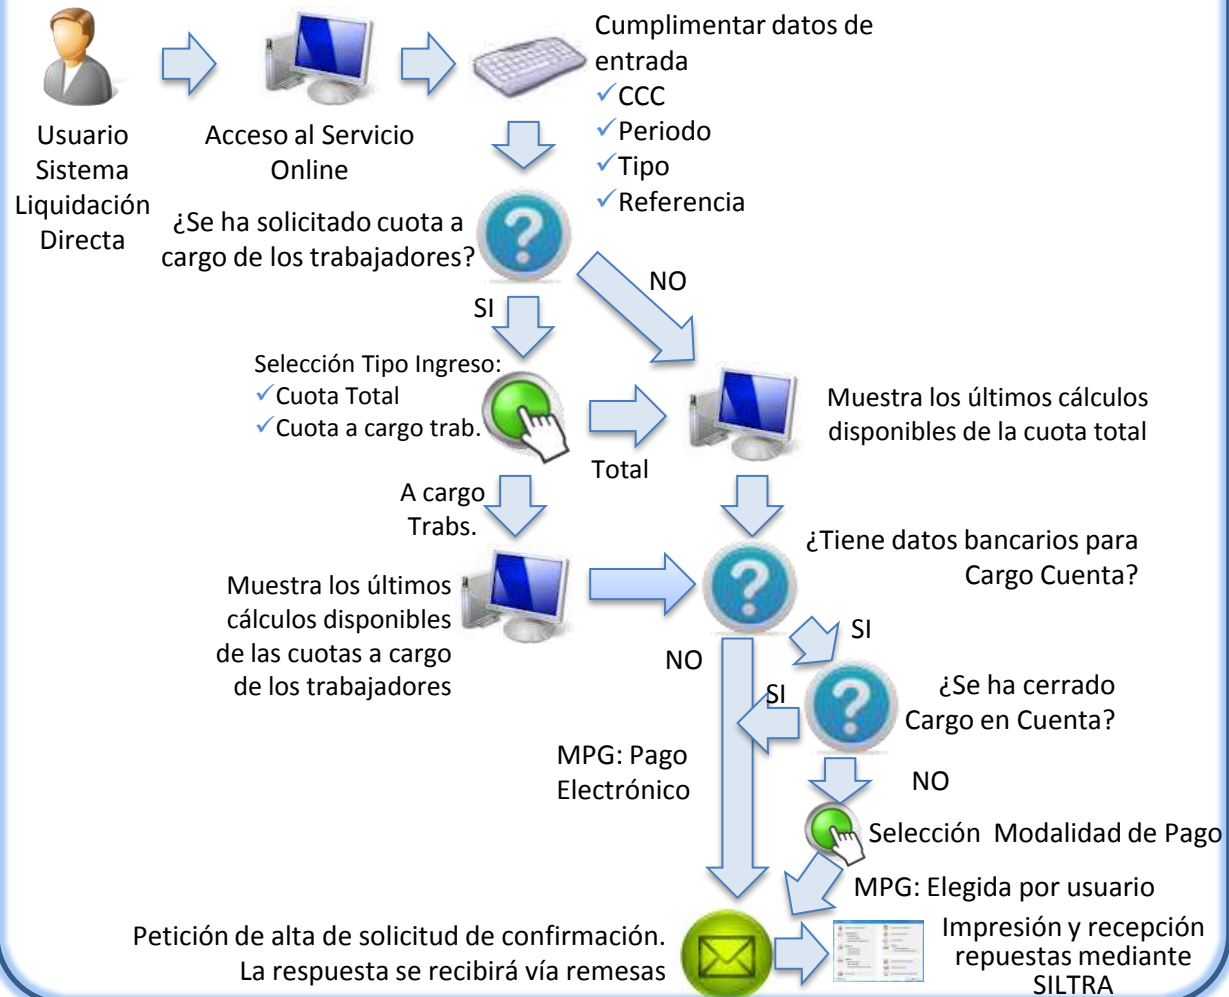 Cumplimentar datos de
entrada
CCC
Periodo
Tipo
Referencia
Usuario
Sistema
Liquidación
Directa
Acceso al Servicio
Online
¿Se ha solicitado cuota a
cargo de los trabajadores?
NO
SI
Selección Tipo Ingreso:
Cuota Total
Cuota a cargo trab.
Total
Muestra los últimos cálculos
disponibles de la cuota total
A cargo
Trabs.
¿Tiene datos bancarios para
Cargo Cuenta?
Muestra los últimos
cálculos disponibles
de las cuotas a cargo
de los trabajadores
SI
NO
SI
¿Se ha cerrado
Cargo en Cuenta?
MPG: Pago
Electrónico
NO
Selección Modalidad de Pago
MPG: Elegida por usuario
Petición de alta de solicitud de confirmación.
La respuesta se recibirá vía remesas
Impresión y recepción
repuestas mediante
SILTRA